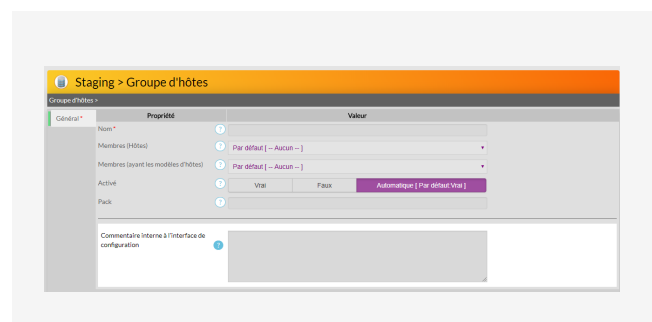 Staging > Groupe d'hôtes
Groupe d'hôtes >
Général *
Propriété Valeur
Nom * ?
Membres (Hôtes) ? Par défaut [ -- Aucun -- ]
Membres (ayant les modèles d'hôtes) ? Par défaut [ -- Aucun -- ]
Activé ? Vrai Faux Automatique [ Par défaut Vrai ]
Pack ?
Commentaire interne à l'interface de
configuration ?